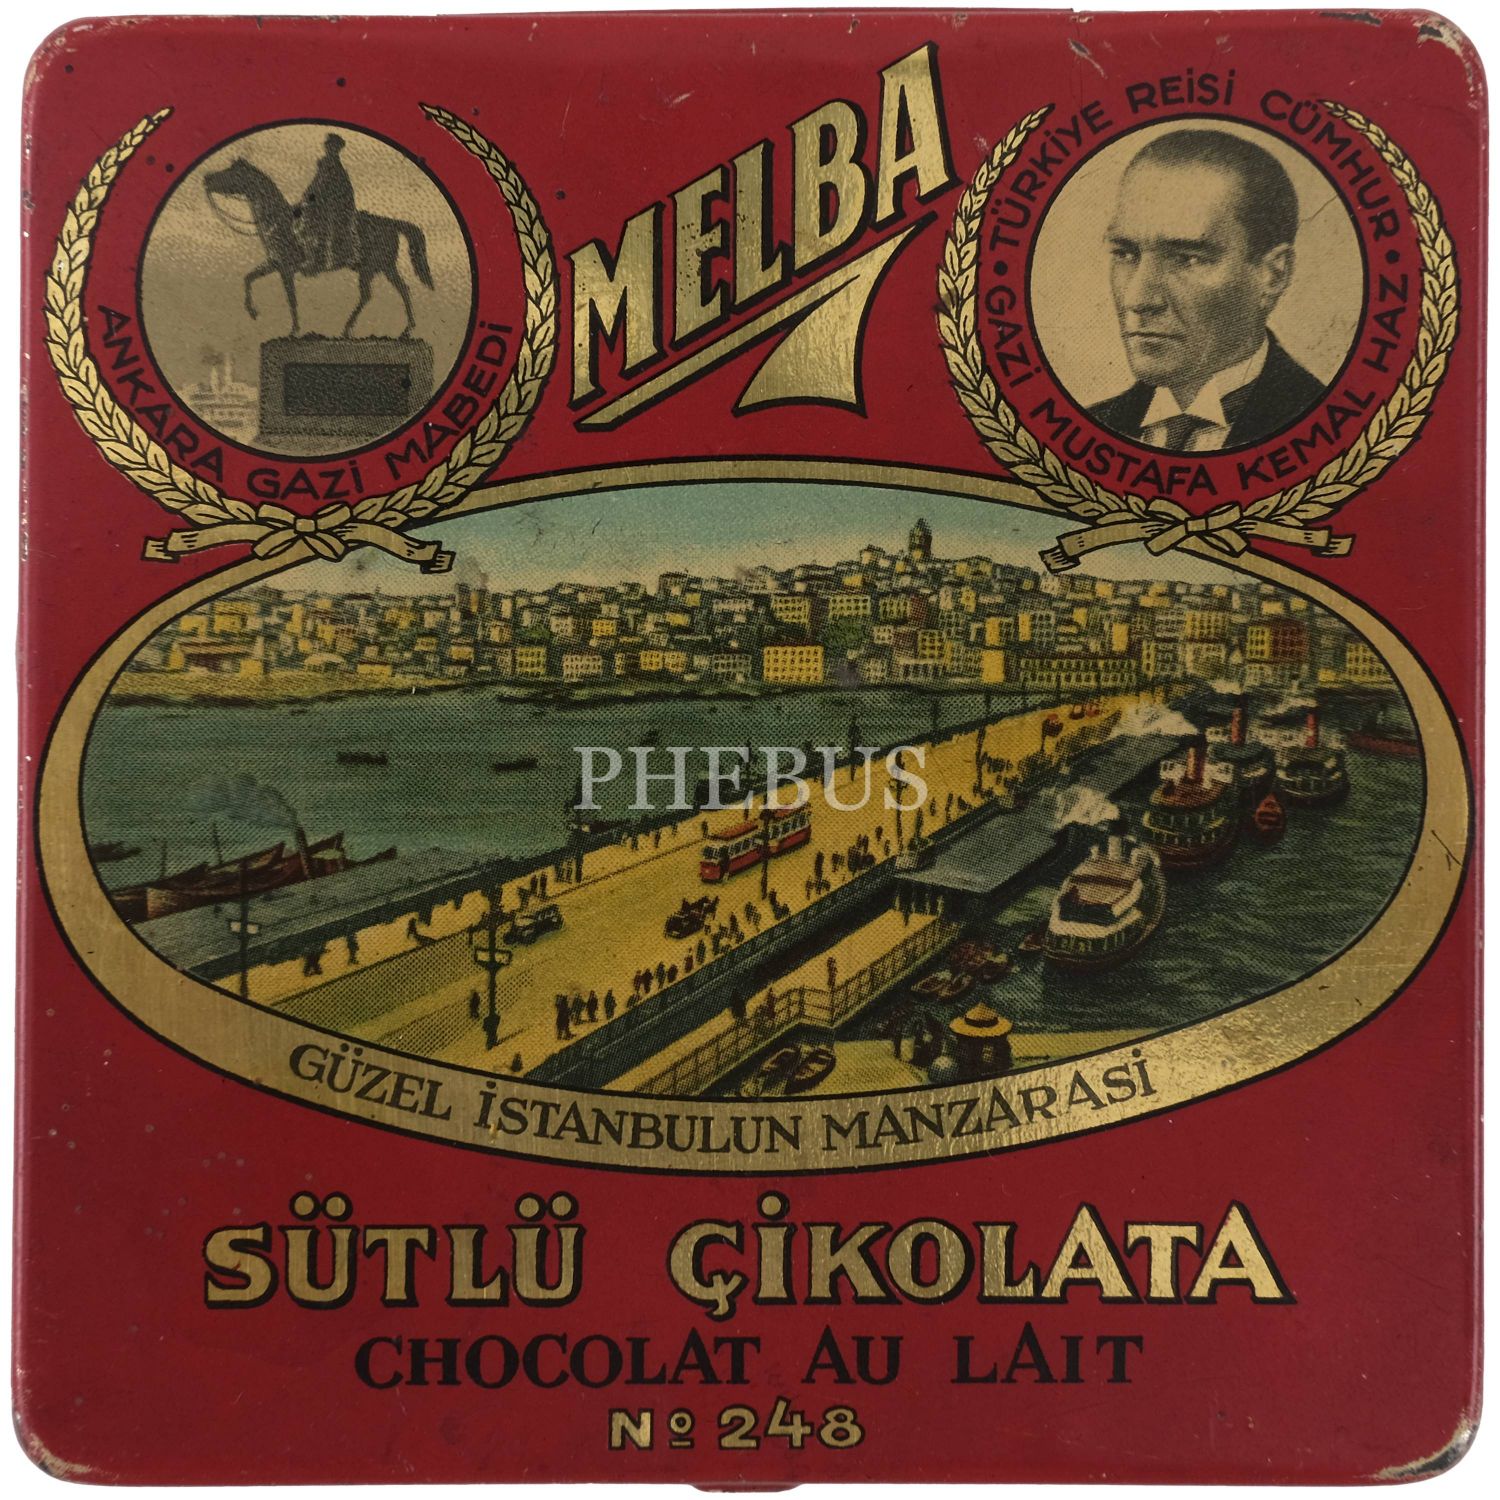 MELBA
ANKARA GAZİ MABEDİ
TÜRKİYE REİSİ CÜMHUR
GAZİ MUSTAFA KEMAL HAZ
PHEBUS
GÜZEL İSTANBULUN MANZARASİ
SÜTLÜ ÇİKOLATA
CHOCOLAT AU LAIT
Nº 248